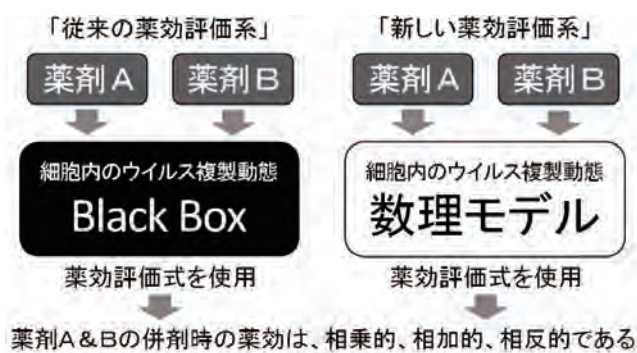 「従来の薬効評価系」
薬剤A 薬剤B
細胞内のウイルス複製動態
Black Box
薬効評価式を使用
「新しい薬効評価系」
薬剤A 薬剤B
細胞内のウイルス複製動態
数理モデル
薬効評価式を使用
薬剤A&Bの併剤時の薬効は、相乗的、相加的、相反的である